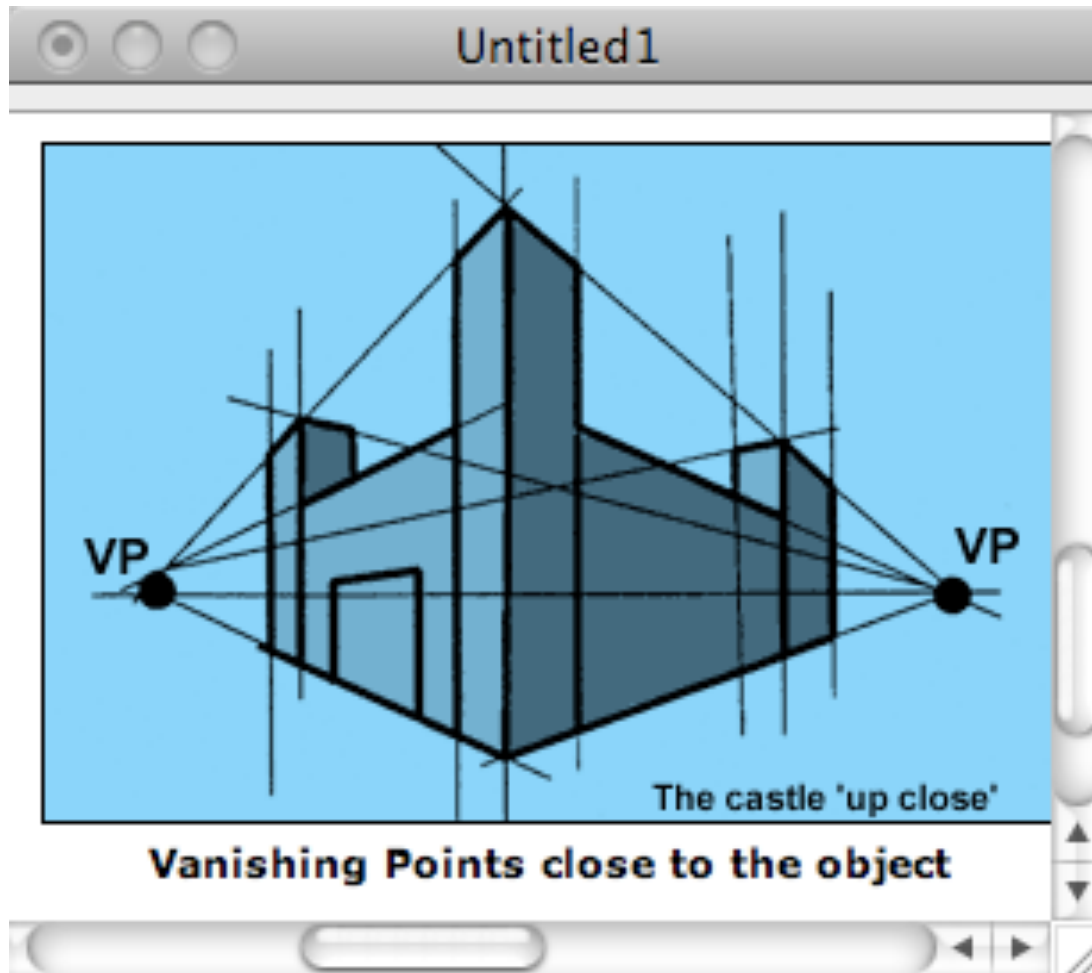 Untitled1
VP
VP
The castle 'up close'
Vanishing Points close to the object